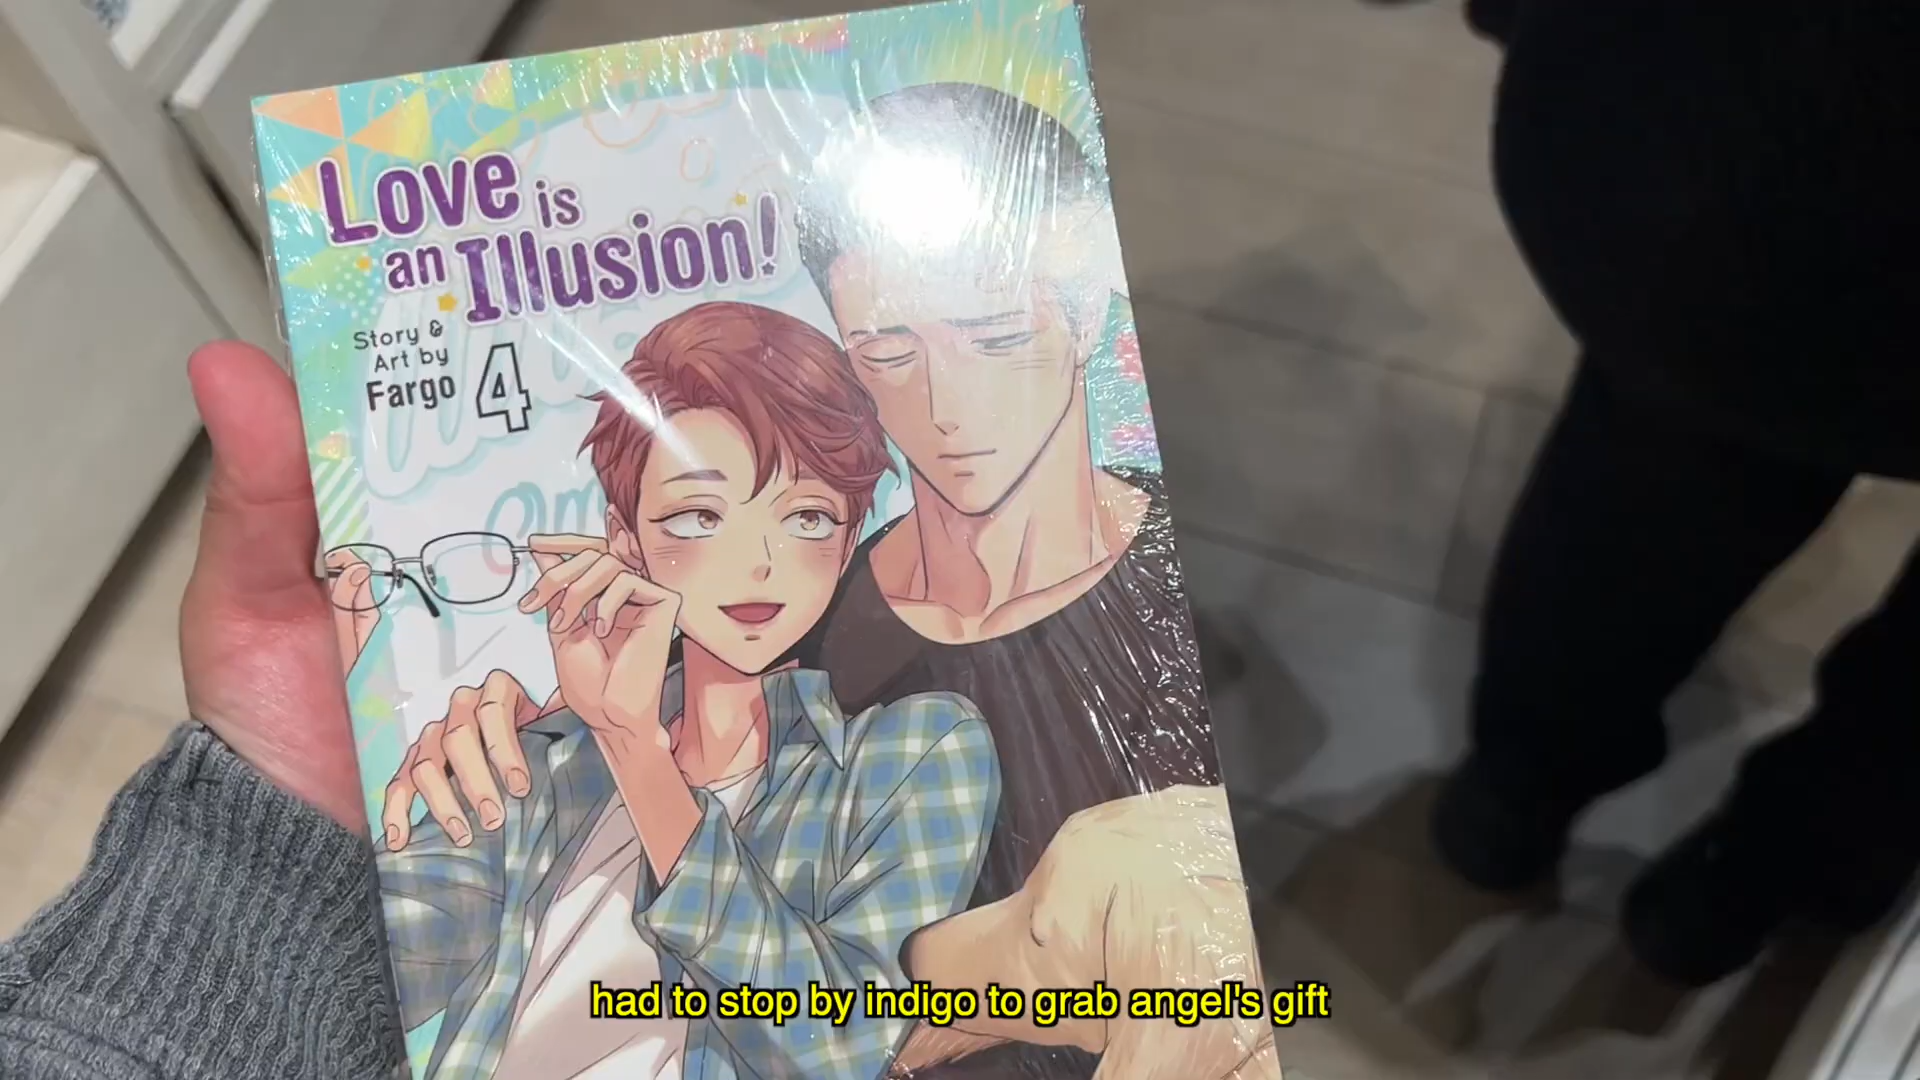 Love is
an Illusion!
Story &
Art by
Fargo
4
had to stop by indigo to grab angel's gift